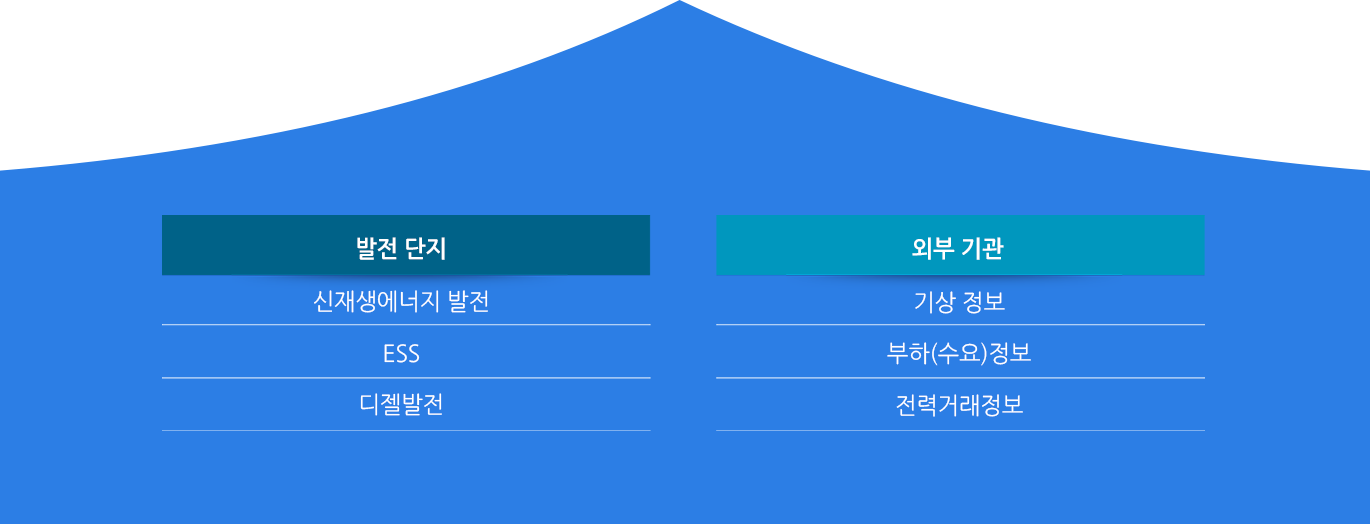 발전 단지
신재생에너지 발전
ESS
디젤발전
외부 기관
기상 정보
부하(수요)정보
전력거래정보